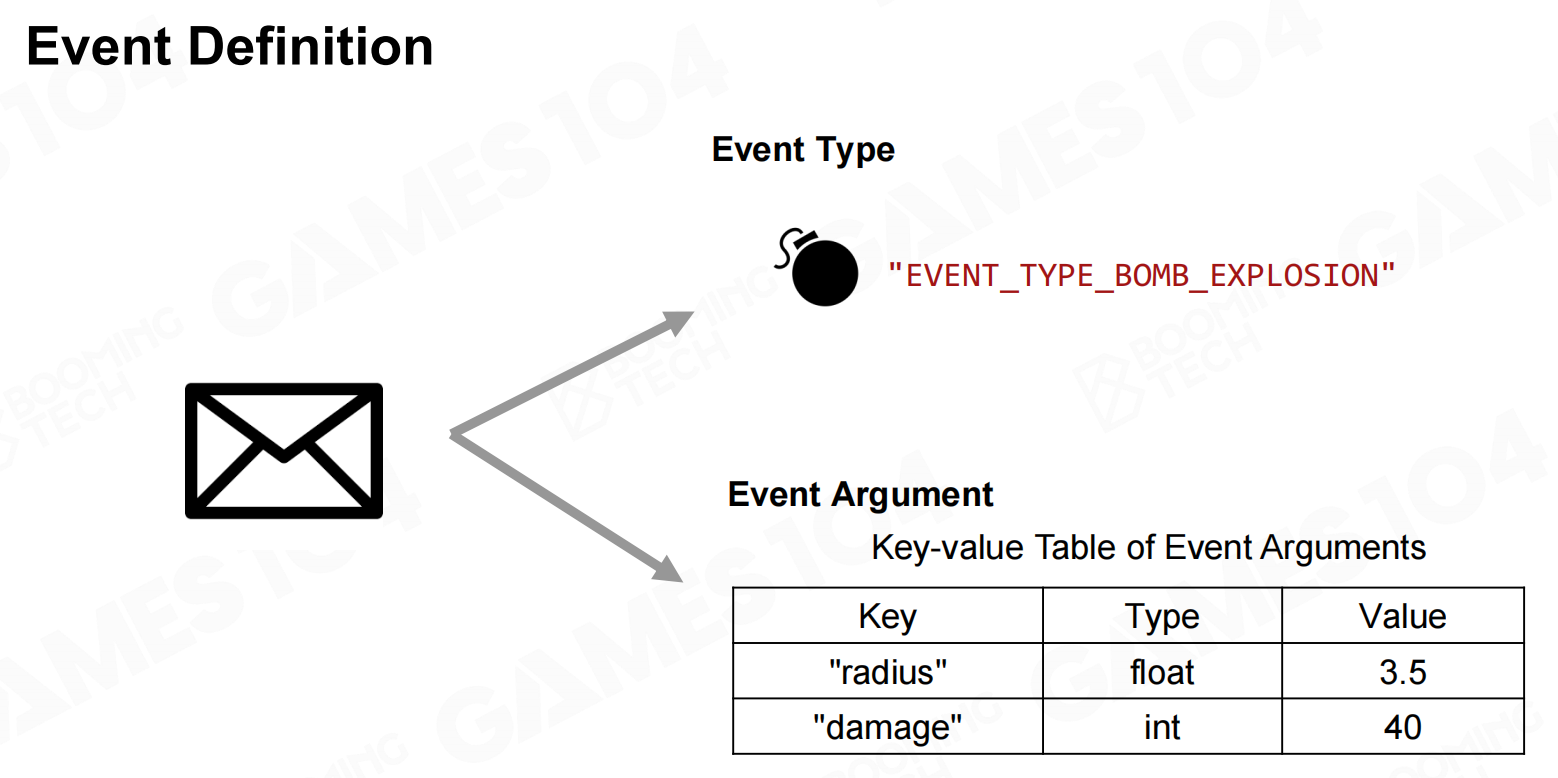 Event Definition
Event Type
"EVENT_TYPE_BOMB_EXPLOSION"
Event Argument
Key-value Table of Event Arguments
Key Type Value
"radius" float 3.5
"damage" int 40
GAMES104
BOOMING
TECH